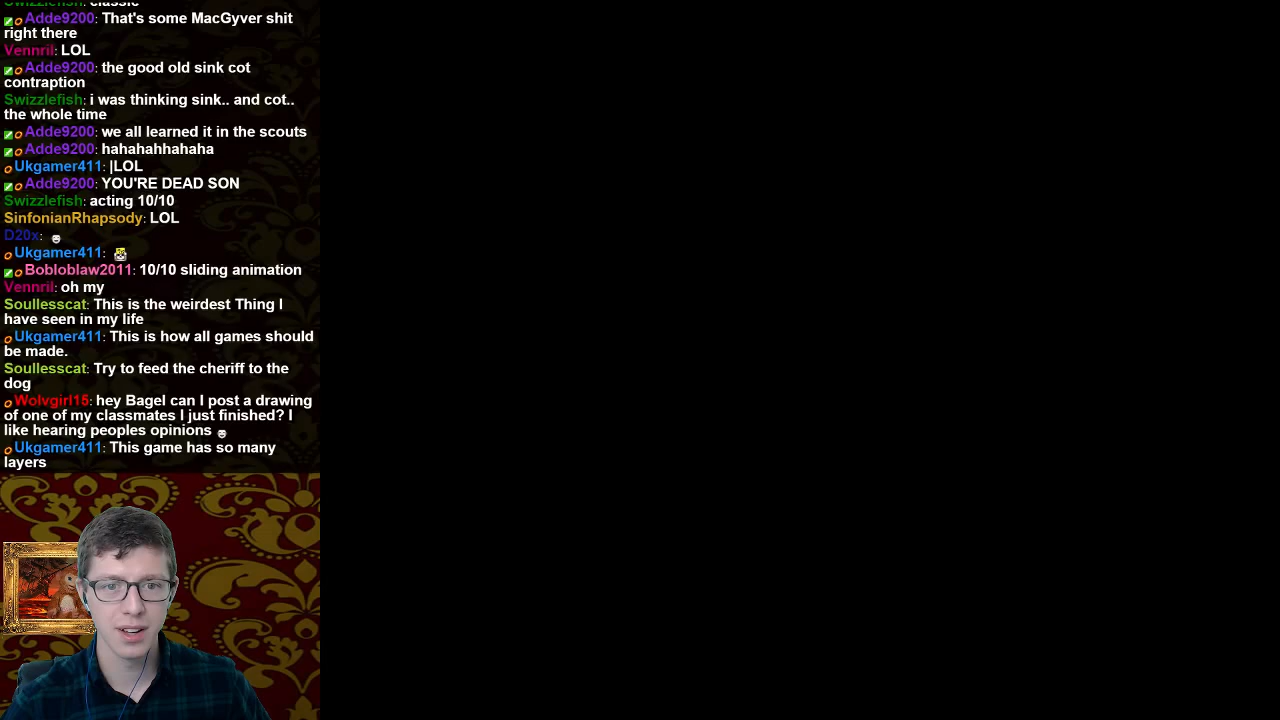 Swizzlefish: classic
Adde9200: That's some MacGyver shit
right there
Vennril: LOL
Adde9200: the good old sink cot
contraption
Swizzlefish: i was thinking sink.. and cot..
the whole time
Adde9200: we all learned it in the scouts
Adde9200: hahahahhahaha
Ukgamer411: |LOL
Adde9200: YOU'RE DEAD SON
Swizzlefish: acting 10/10
SinfonianRhapsody: LOL
D20x:
Ukgamer411:
Bobloblaw2011: 10/10 sliding animation
Vennril: oh my
Soullesscat: This is the weirdest Thing I
have seen in my life
Ukgamer411: This is how all games should
be made.
Soullesscat: Try to feed the cheriff to the
dog
Wolvgirl15: hey Bagel can I post a drawing
of one of my classmates I just finished? I
like hearing peoples opinions
Ukgamer411: This game has so many
layers